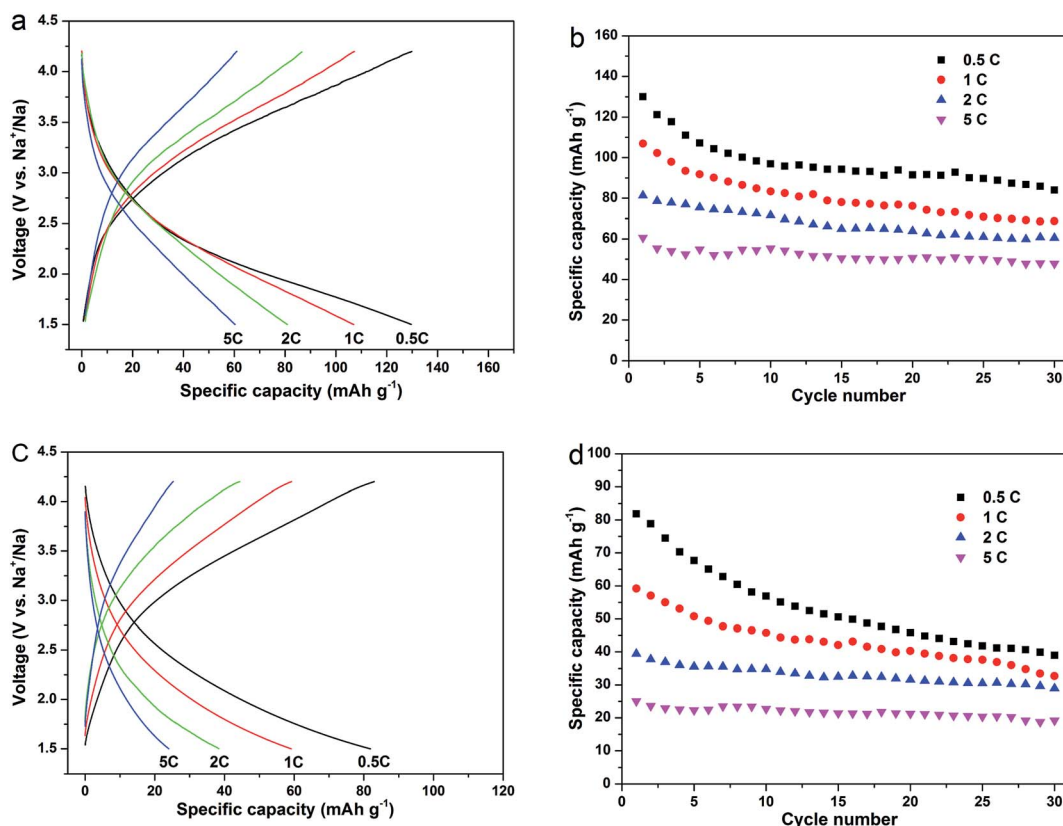 a
4.5
4.0
3.5
3.0
2.5
2.0
1.5
Voltage (V vs. Na⁺/Na)
5C 2C 1C 0.5C
0 20 40 60 80 100 120 140 160
Specific capacity (mAh g⁻¹)
b
160
140
120
100
80
60
40
20
0
Specific capacity (mAh g⁻¹)
0.5 C
1 C
2 C
5 C
0 5 10 15 20 25 30
Cycle number
C
4.5
4.0
3.5
3.0
2.5
2.0
1.5
Voltage (V vs. Na⁺/Na)
5C 2C 1C 0.5C
0 20 40 60 80 100 120
Specific capacity (mAh g⁻¹)
d
100
90
80
70
60
50
40
30
20
10
0
Specific capacity (mAh g⁻¹)
0.5 C
1 C
2 C
5 C
0 5 10 15 20 25 30
Cycle number